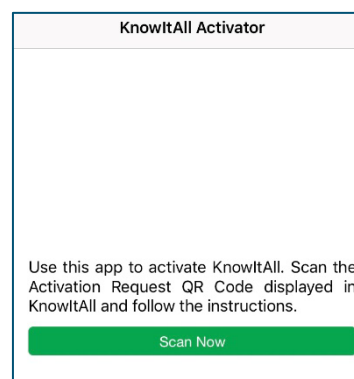 KnowItAll Activator
Use this app to activate KnowItAll. Scan the
Activation Request QR Code displayed in
KnowItAll and follow the instructions.
Scan Now